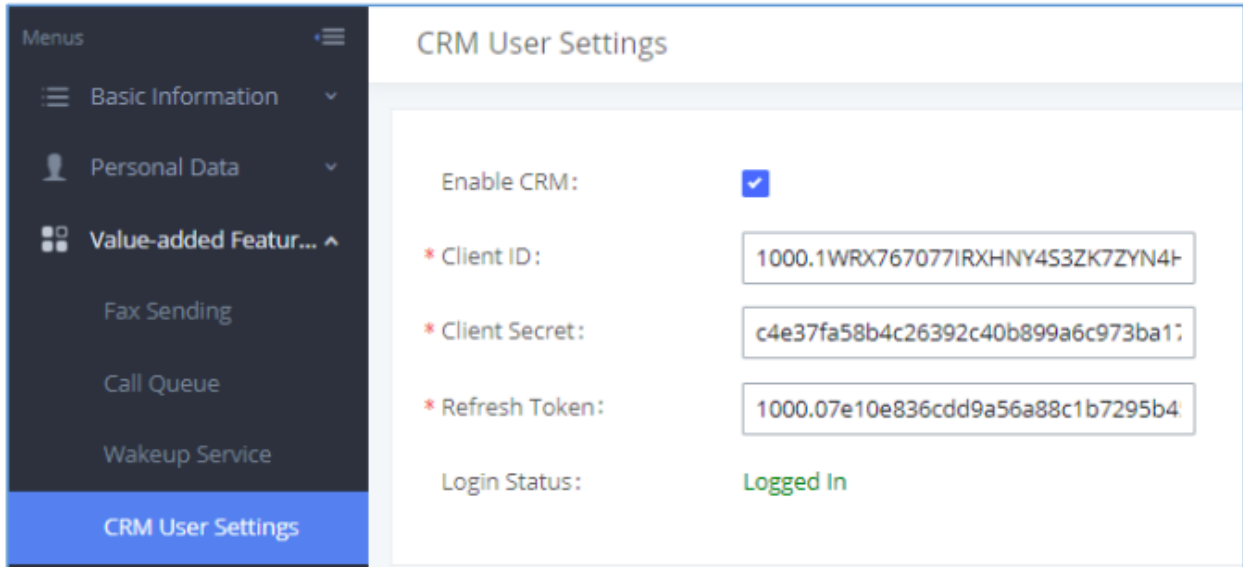 Menus
CRM User Settings
Basic Information
Personal Data
Enable CRM:
Value-added Featur...
* Client ID:
1000.1WRX767077IRXHNY4S3ZK7ZYN4H
Fax Sending
* Client Secret:
c4e37fa58b4c26392c40b899a6c973ba17
Call Queue
* Refresh Token:
1000.07e10e836cdd9a56a88c1b7295b4
Wakeup Service
Login Status:
Logged In
CRM User Settings